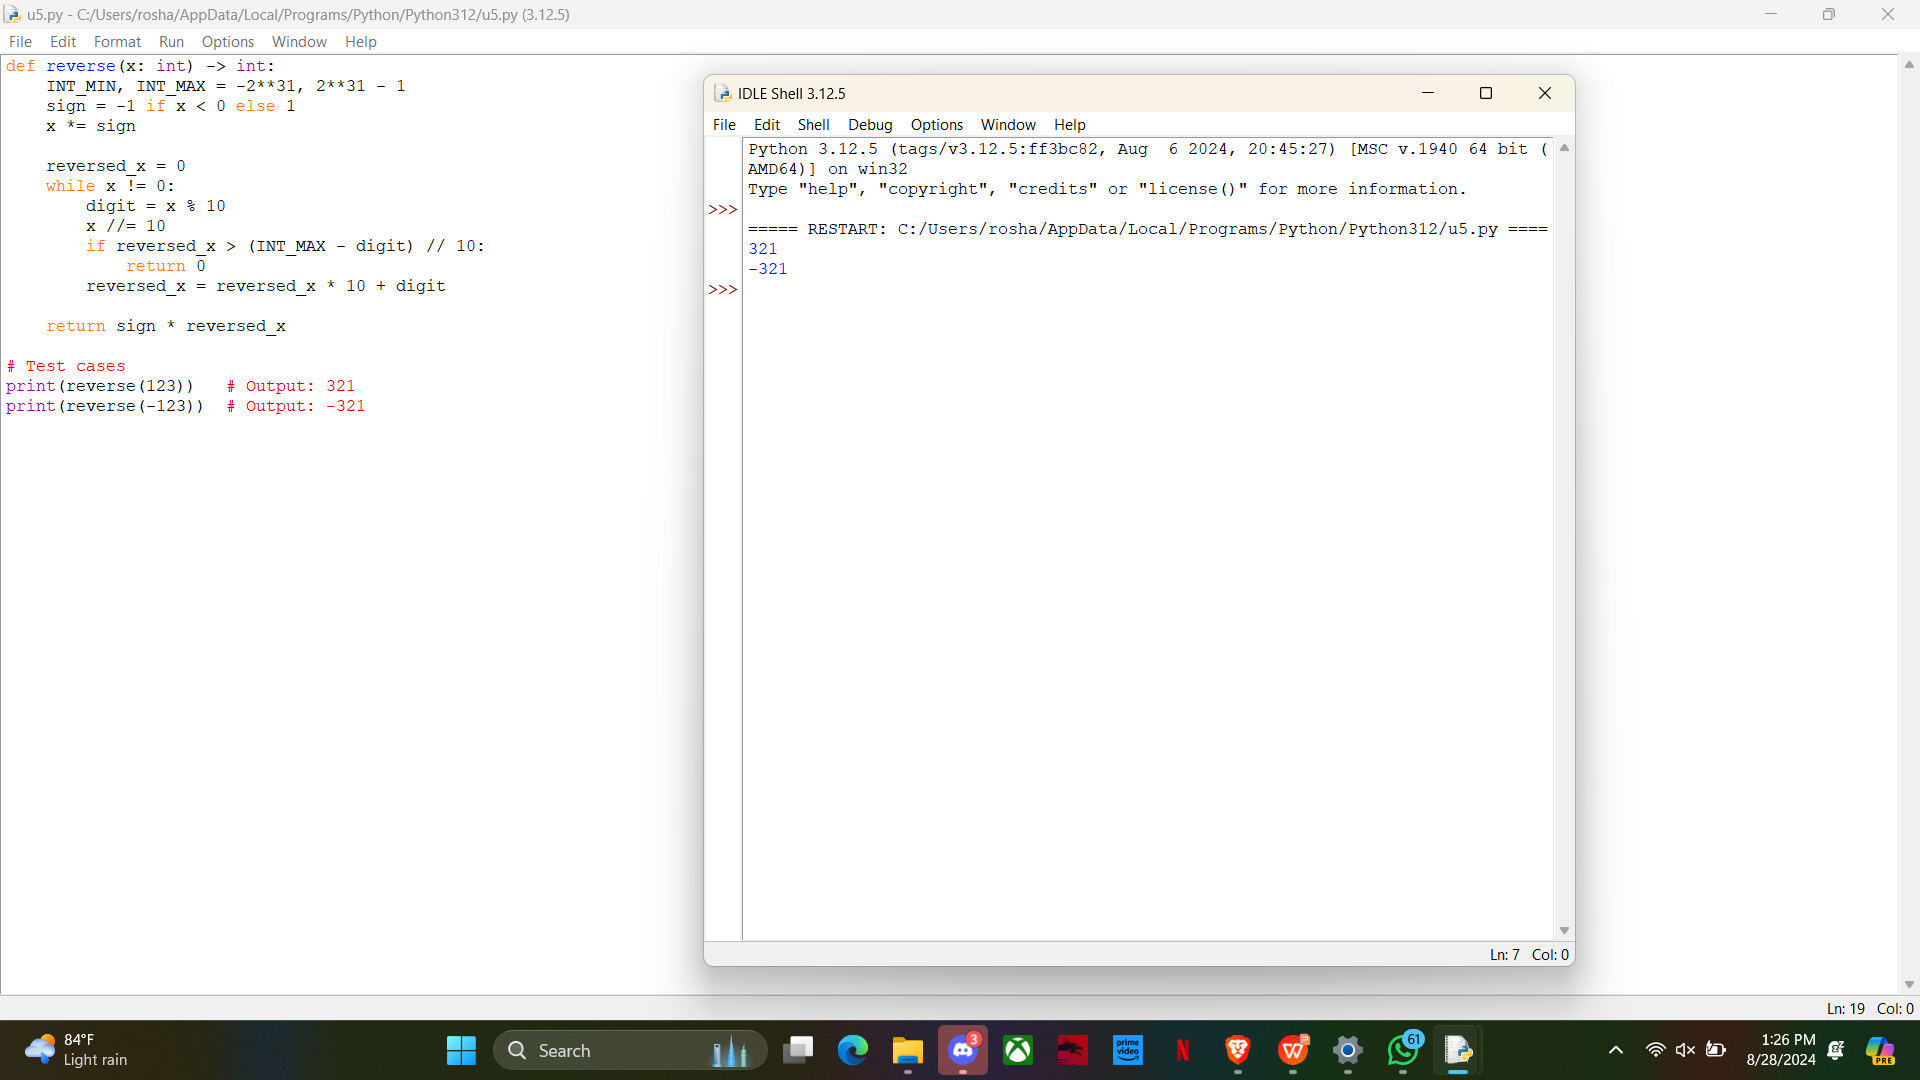 u5.py - C:/Users/rosha/AppData/Local/Programs/Python/Python312/u5.py (3.12.5)
File Edit Format Run Options Window Help
def reverse(x: int) -> int:
    INT_MIN, INT_MAX = -2**31, 2**31 - 1
    sign = -1 if x < 0 else 1
    x *= sign

    reversed_x = 0
    while x != 0:
        digit = x % 10
        x //= 10
        if reversed_x > (INT_MAX - digit) // 10:
            return 0
        reversed_x = reversed_x * 10 + digit

    return sign * reversed_x

# Test cases
print(reverse(123))   # Output: 321
print(reverse(-123))  # Output: -321
IDLE Shell 3.12.5
File Edit Shell Debug Options Window Help
Python 3.12.5 (tags/v3.12.5:ff3bc82, Aug  6 2024, 20:45:27) [MSC v.1940 64 bit (
AMD64)] on win32
Type "help", "copyright", "credits" or "license()" for more information.
>>>
===== RESTART: C:/Users/rosha/AppData/Local/Programs/Python/Python312/u5.py ====
321
-321
>>>
Ln: 7 Col: 0
Ln: 19 Col: 0
84°F
Light rain
Search
3
prime video
N
W
P
61
1:26 PM
8/28/2024
PRE